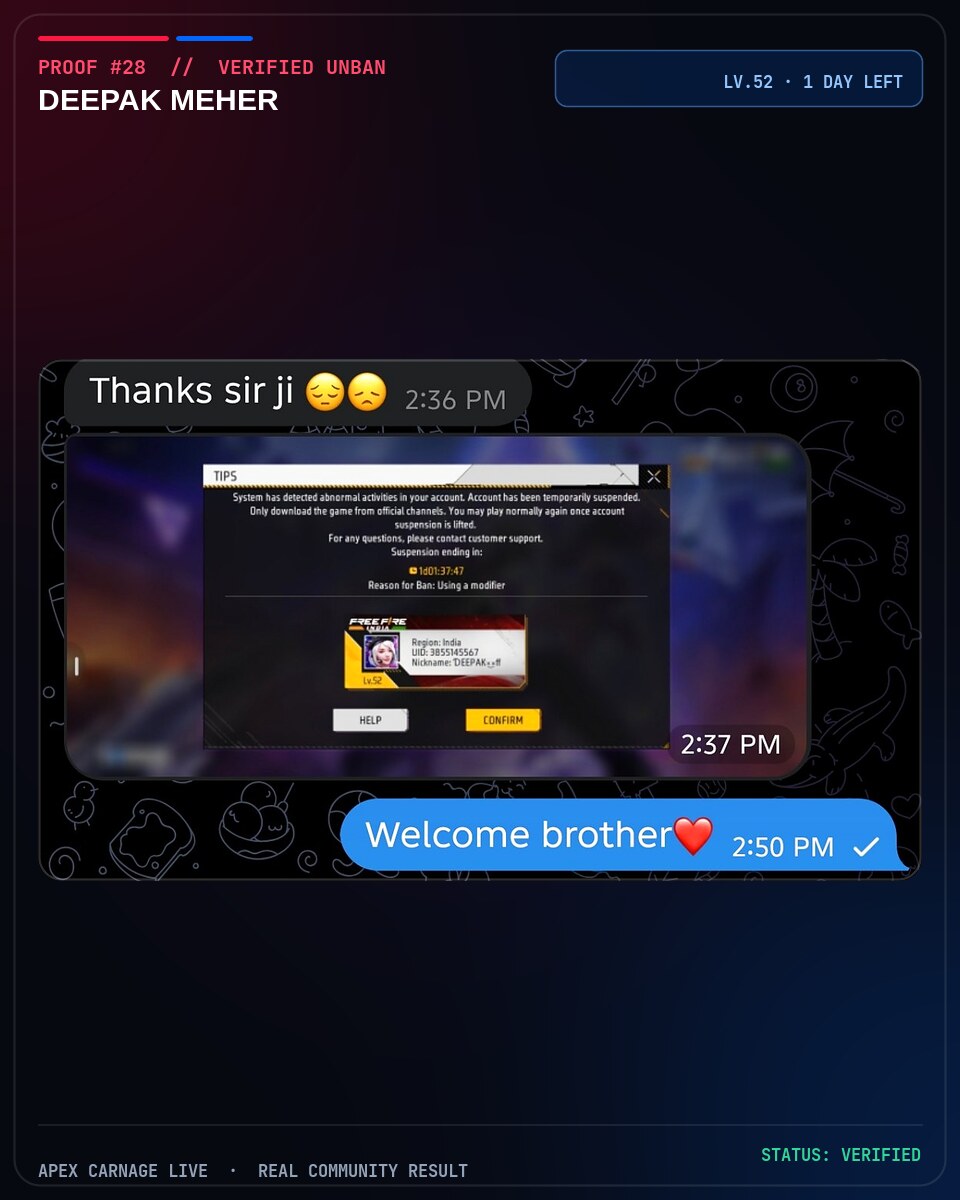 PROOF #28 // VERIFIED UNBAN
DEEPAK MEHER
LV.52 · 1 DAY LEFT
Thanks sir ji 😔😞 2:36 PM
TIPS
System has detected abnormal activities in your account. Account has been temporarily suspended.
Only download the game from official channels. You may play normally again once account
suspension is lifted.
For any questions, please contact customer support.
Suspension ending in:
1d01:37:47
Reason for Ban: Using a modifier
FREE FIRE
INDIA
Region: India
UID: 3855145567
Nickname: 'DEEPAK
Lv.52
HELP
CONFIRM
2:37 PM
Welcome brother❤️ 2:50 PM
STATUS: VERIFIED
APEX CARNAGE LIVE · REAL COMMUNITY RESULT